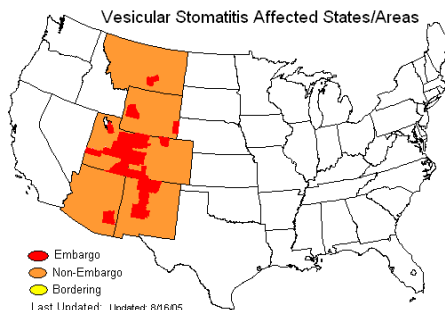 Vesicular Stomatitis Affected States/Areas
Embargo
Non-Embargo
Bordering
Last Updated: Updated: 8/16/05